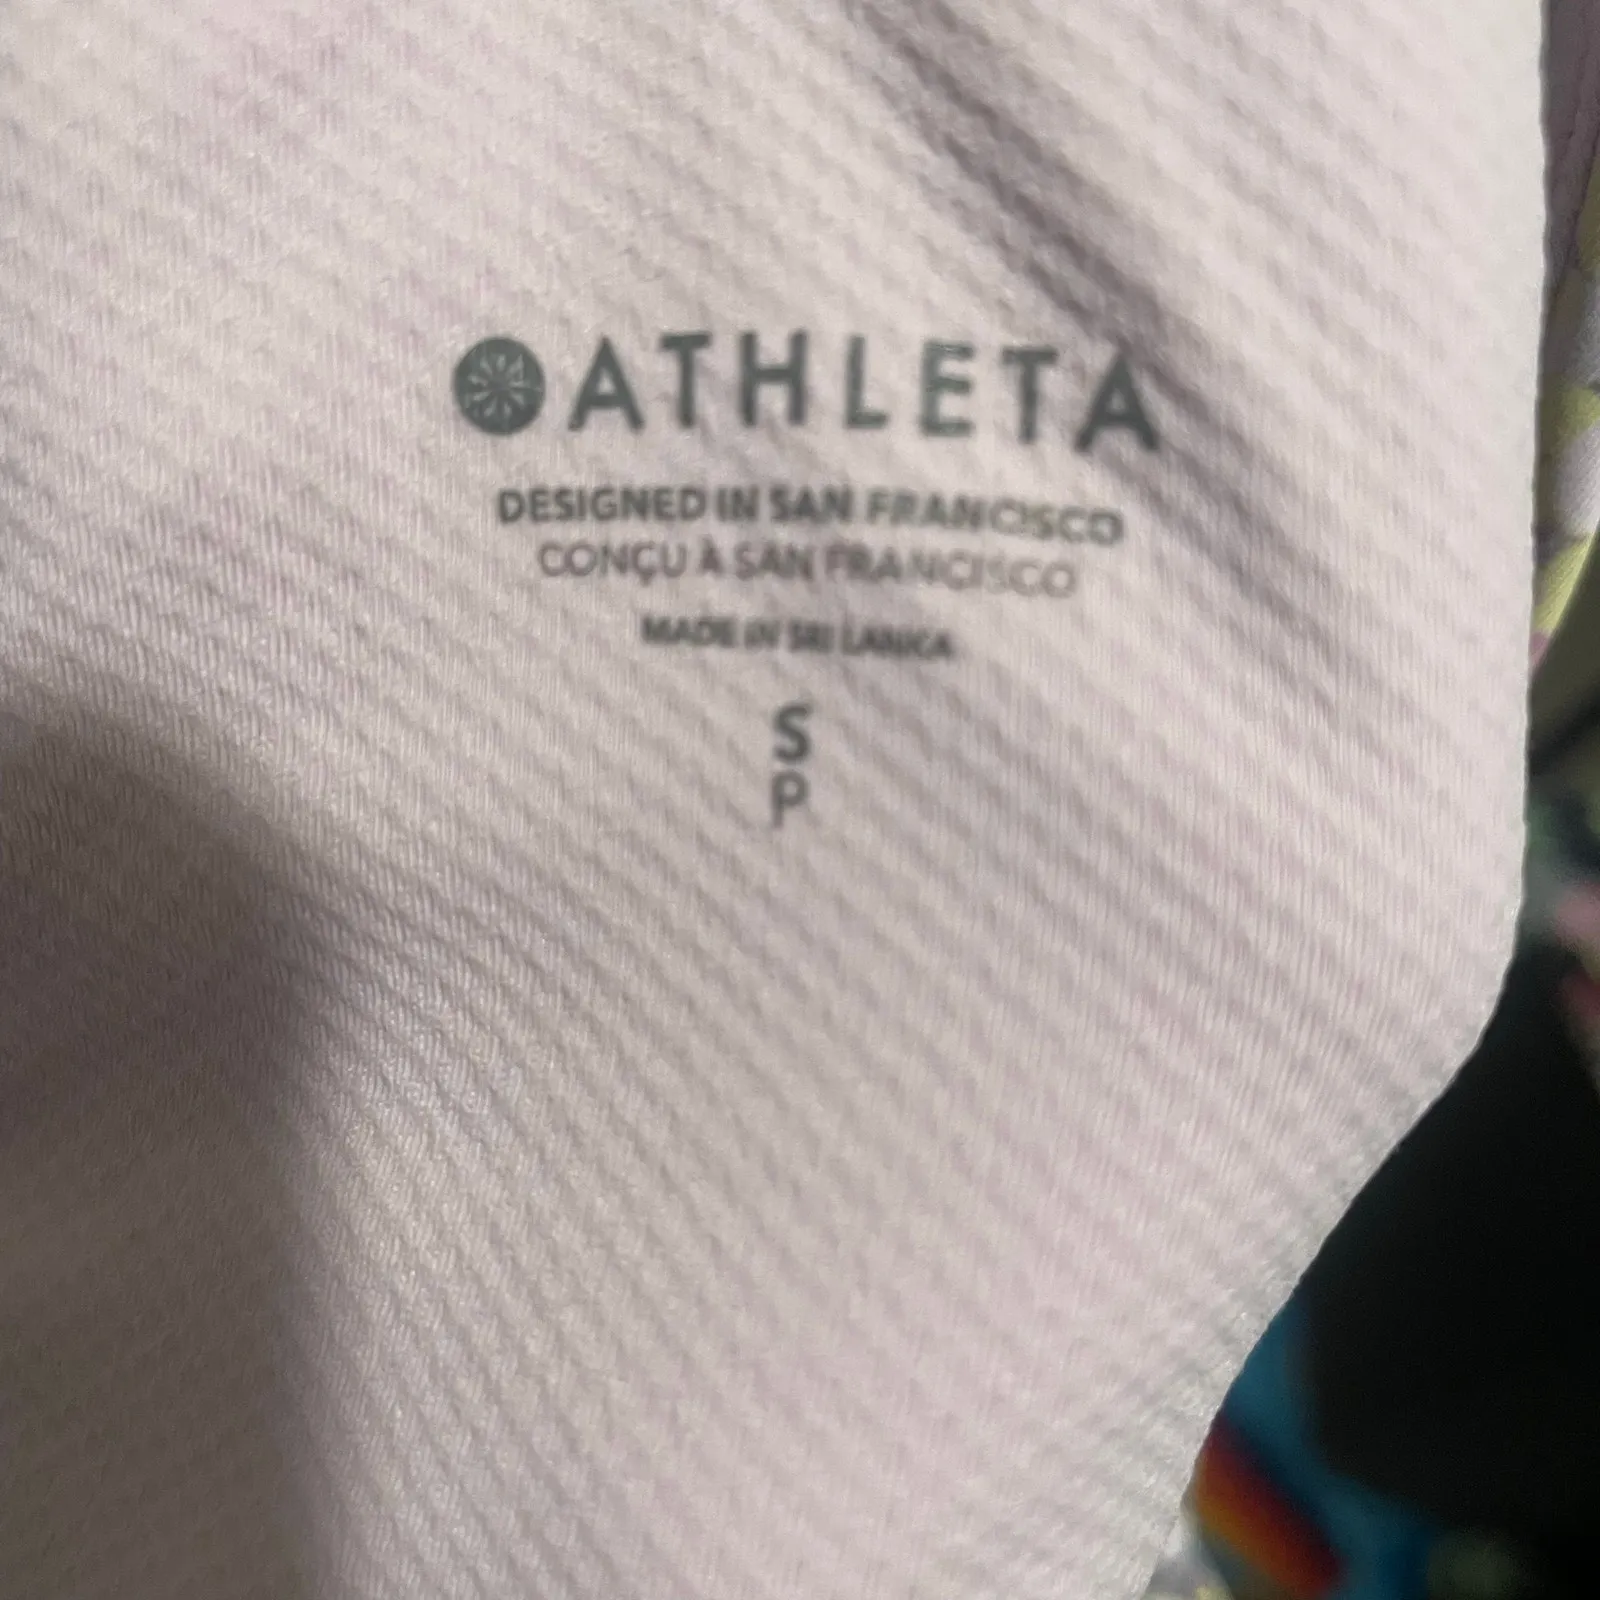 ATHLETA
DESIGNED IN SAN FRANCISCO
CONÇU À SAN FRANCISCO
MADE IN SRI LANKA
S
P